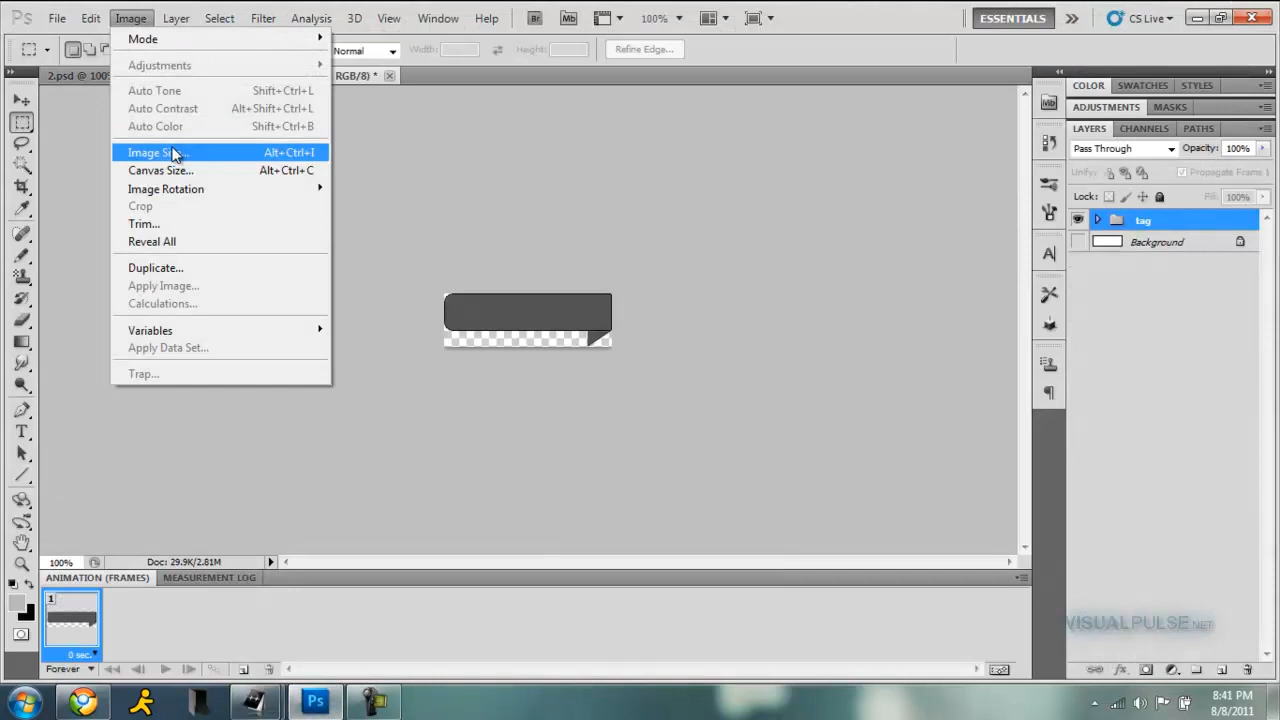 Ps File Edit Image Layer Select Filter Analysis 3D View Window Help Br Mb 100% ESSENTIALS CS Live
Normal Width: Height: Refine Edge...
2.psd @ 100% RGB/8) *
Mode
Adjustments
Auto Tone Shift+Ctrl+L
Auto Contrast Alt+Shift+Ctrl+L
Auto Color Shift+Ctrl+B
Image Size... Alt+Ctrl+I
Canvas Size... Alt+Ctrl+C
Image Rotation
Crop
Trim...
Reveal All
Duplicate...
Apply Image...
Calculations...
Variables
Apply Data Set...
Trap...
COLOR SWATCHES STYLES
ADJUSTMENTS MASKS
LAYERS CHANNELS PATHS
Pass Through Opacity: 100%
Unify: Propagate Frame 1
Lock: Fill: 100%
tag
Background
Mb
A
100% Doc: 29.9K/2.81M
ANIMATION (FRAMES) MEASUREMENT LOG
1
0 sec.
Forever
VISUALPULSE.NET
Ps
8:41 PM
8/8/2011